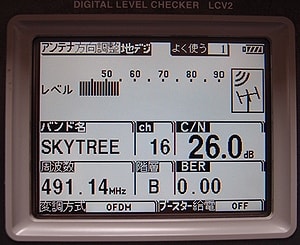 DIGITAL LEVEL CHECKER LCV2
アンテナ方向調整 地デジ よく使う 1
50 60 70 80 90
レベル
バンド名 ch C/N
SKYTREE 16 26.0dB
周波数 階層 BER
491.14MHz B 0.00
変調方式 OFDM ブースター給電 OFF